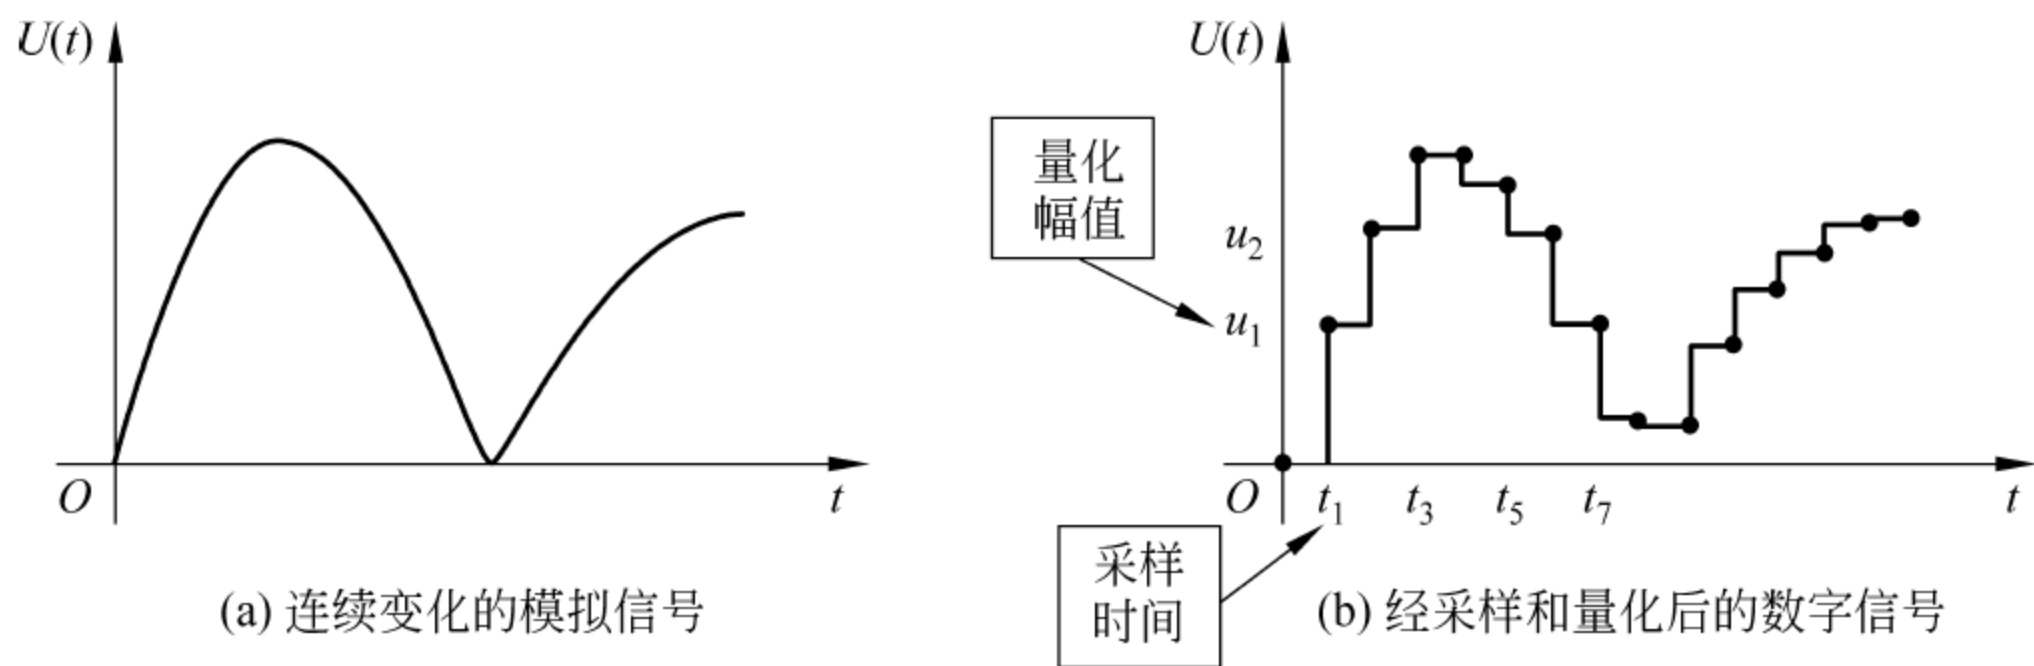 U(t)
O
t
(a) 连续变化的模拟信号
U(t)
量化
幅值
u2
u1
O
t1
t3
t5
t7
t
采样
时间
(b) 经采样和量化后的数字信号